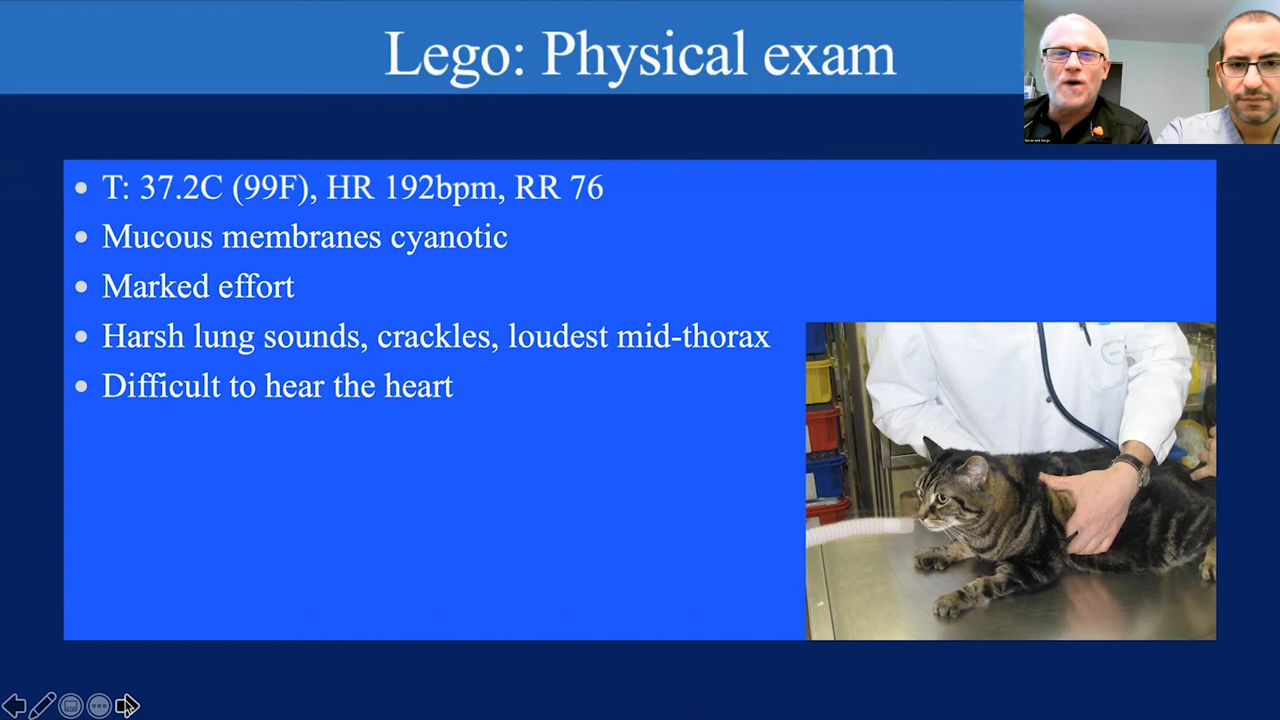 Lego: Physical exam
T: 37.2C (99F), HR 192bpm, RR 76
Mucous membranes cyanotic
Marked effort
Harsh lung sounds, crackles, loudest mid-thorax
Difficult to hear the heart